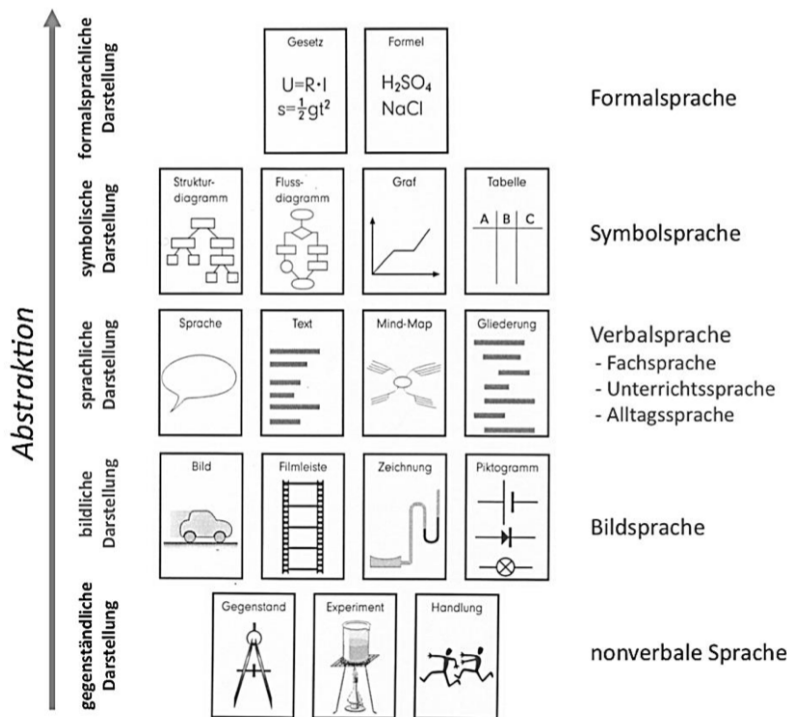 Abstraktion
formalsprachliche
Darstellung
Gesetz
U=R·I
s=½gt²
Formel
H₂SO₄
NaCl
Formalsprache
symbolische
Darstellung
Struktur-
diagramm
Fluss-
diagramm
Graf
Tabelle
A B C
Symbolsprache
sprachliche
Darstellung
Sprache
Text
Mind-Map
Gliederung
Verbalsprache
- Fachsprache
- Unterrichtssprache
- Alltagssprache
bildliche
Darstellung
Bild
Filmleiste
Zeichnung
Piktogramm
Bildsprache
gegenständliche
Darstellung
Gegenstand
Experiment
Handlung
nonverbale Sprache